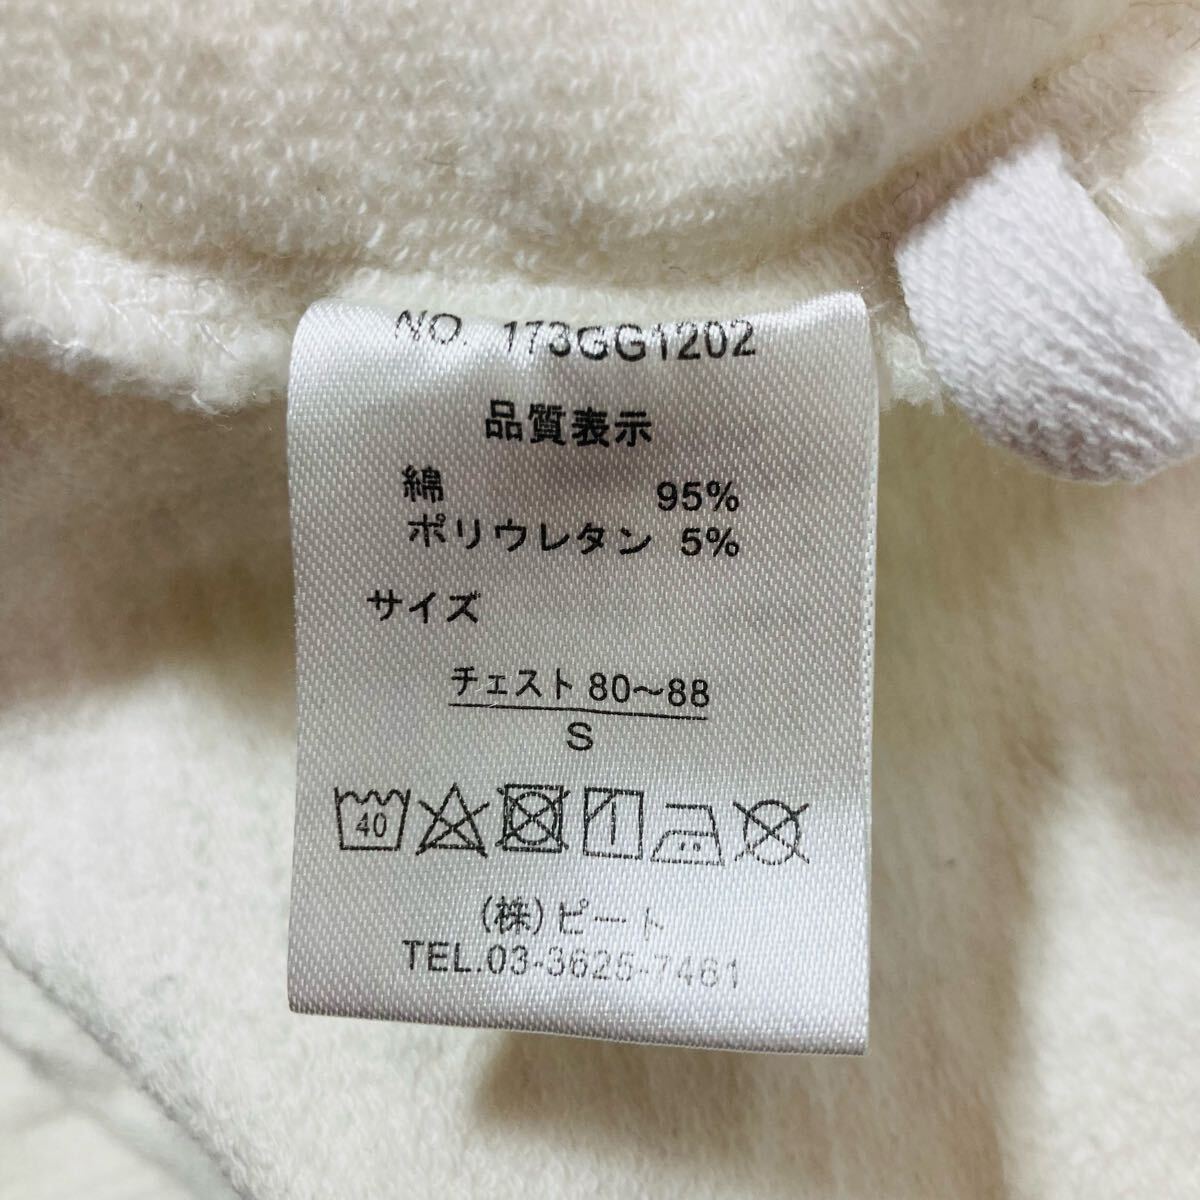 NO. 173GG1202
品質表示
綿 95%
ポリウレタン 5%
サイズ
チェスト 80～88
S
40
(株)ピート
TEL.03-3625-7461